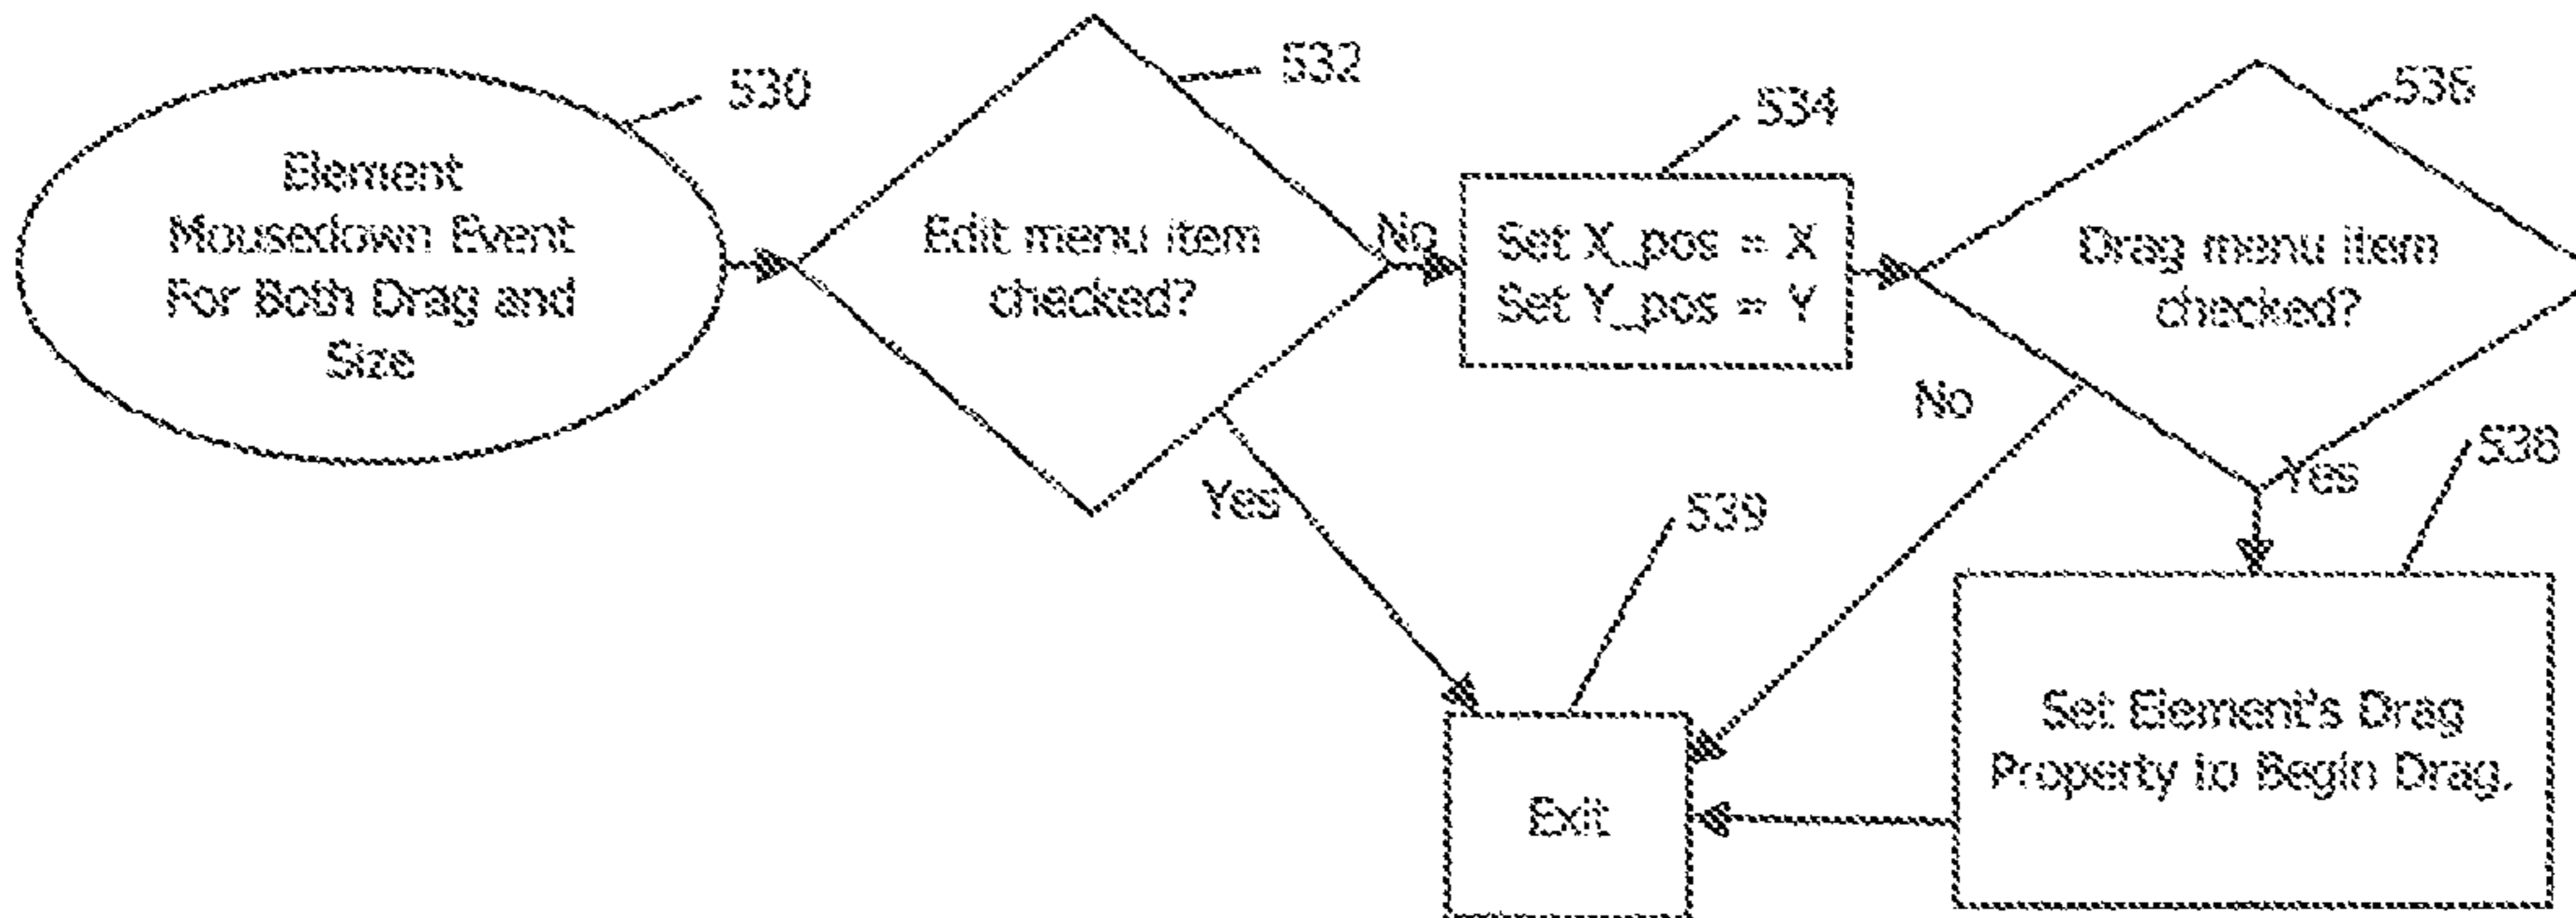 530
Element
Mousedown Event
For Both Drag and
Size
532
Edit menu item
checked?
No
Yes
534
Set X_pos = X
Set Y_pos = Y
536
Drag menu item
checked?
No
Yes
538
Set Element's Drag
Property to Begin Drag.
539
Exit